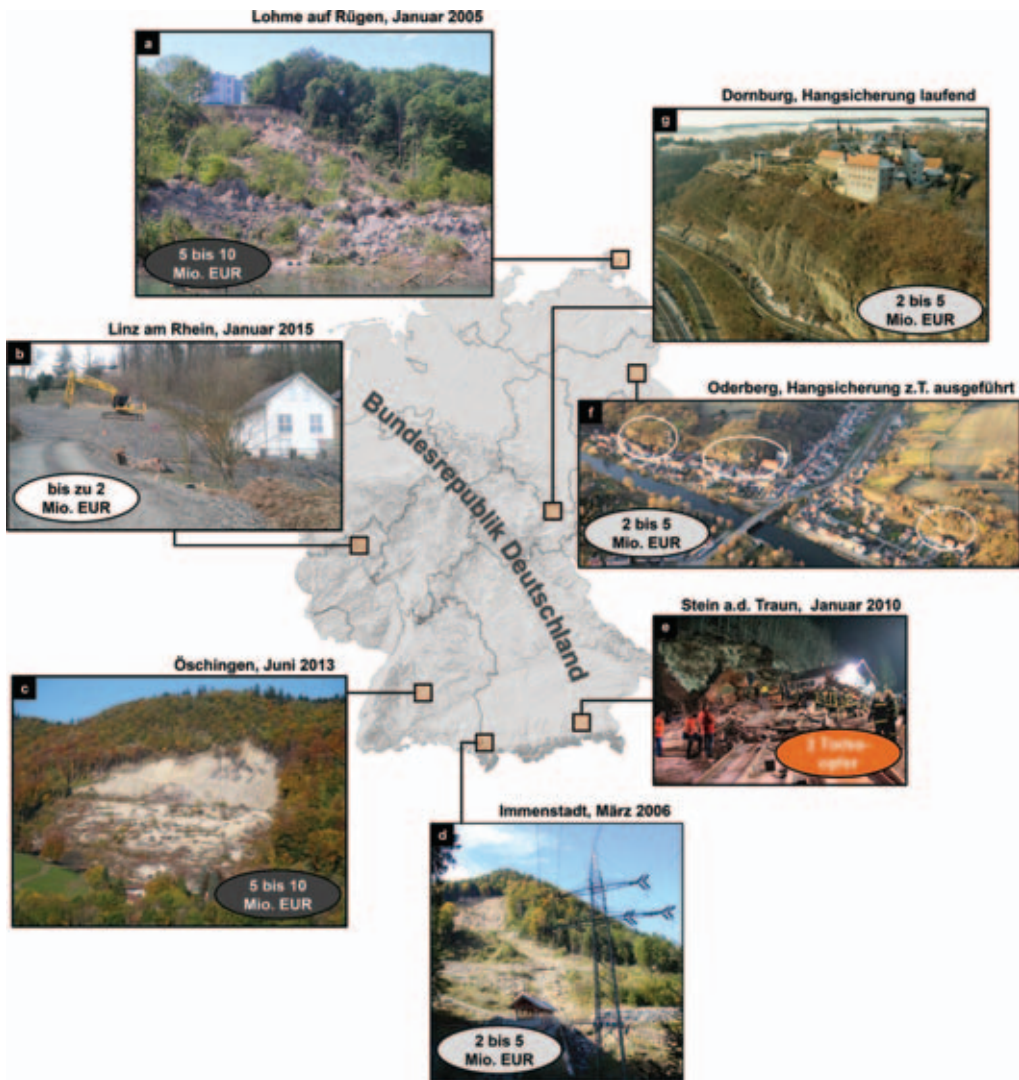 Lohme auf Rügen, Januar 2005
a
5 bis 10
Mio. EUR
Dornburg, Hangsicherung laufend
g
2 bis 5
Mio. EUR
Linz am Rhein, Januar 2015
b
bis zu 2
Mio. EUR
Oderberg, Hangsicherung z.T. ausgeführt
f
2 bis 5
Mio. EUR
Bundesrepublik Deutschland
Stein a.d. Traun, Januar 2010
e
Öschingen, Juni 2013
c
5 bis 10
Mio. EUR
Immenstadt, März 2006
d
2 bis 5
Mio. EUR